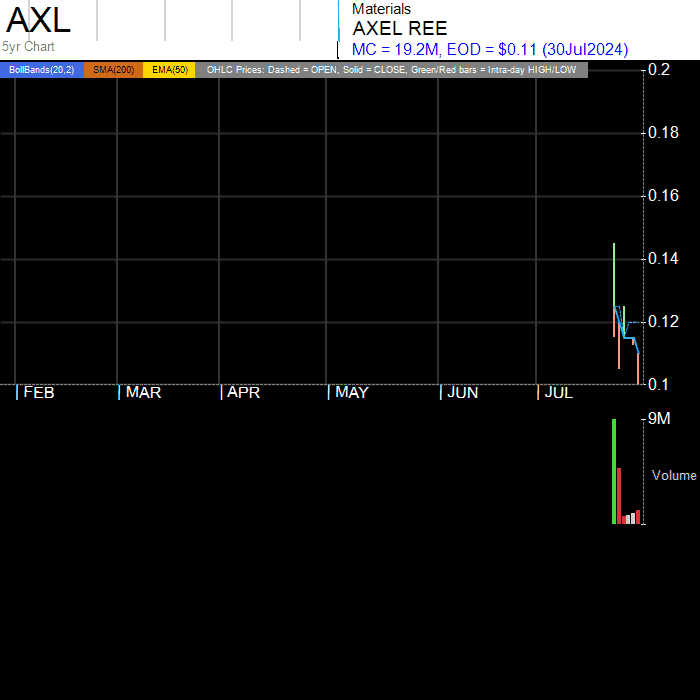 AXL
5yr Chart
Materials
AXEL REE
MC = 19.2M, EOD = $0.11 (30Jul2024)
BollBands(20,2) SMA(200) EMA(50) OHLC Prices: Dashed = OPEN, Solid = CLOSE, Green/Red bars = Intra-day HIGH/LOW
0.2
0.18
0.16
0.14
0.12
0.1
FEB MAR APR MAY JUN JUL
9M
Volume